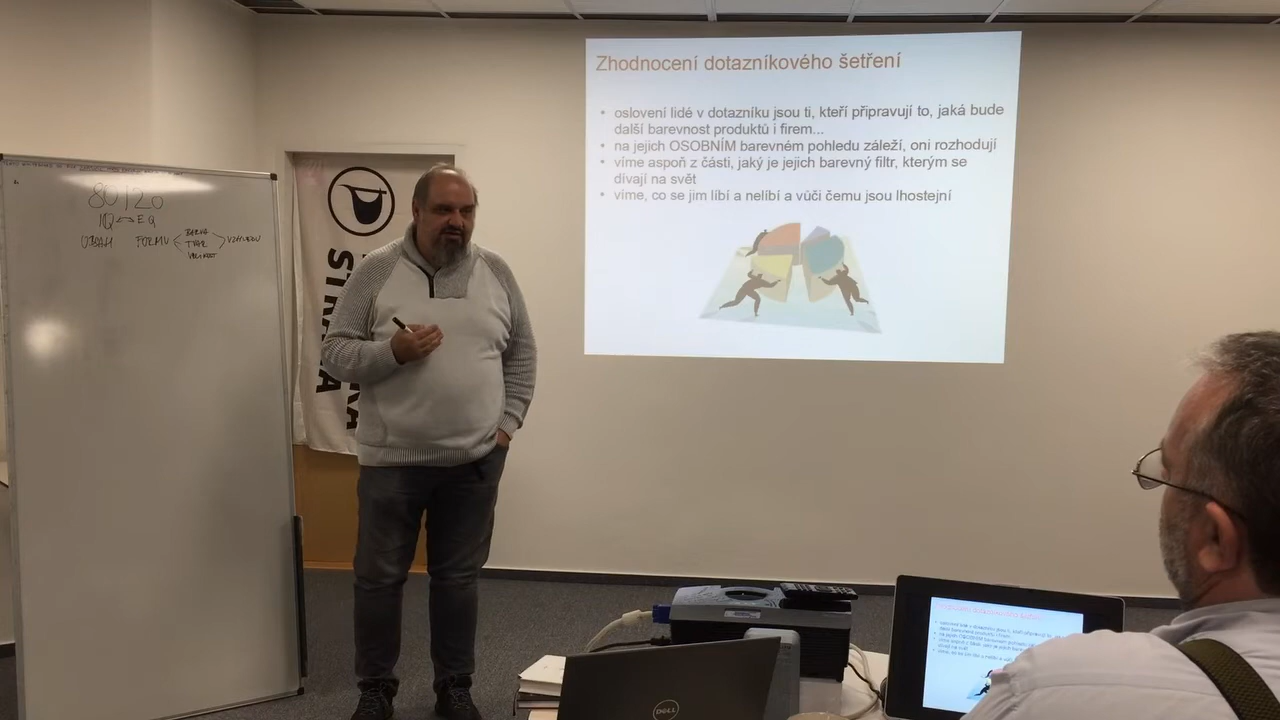 80/20
IQ ↔ EQ
OBSAH FORMU BARVA
TVAR VZHLEDU
VELIKOST
STRANA
Zhodnocení dotazníkového šetření
• oslovení lidé v dotazníku jsou ti, kteří připravují to, jaká bude
další barevnost produktů i firem...
• na jejich OSOBNÍM barevném pohledu záleží, oni rozhodují
• víme aspoň z části, jaký je jejich barevný filtr, kterým se
dívají na svět
• víme, co se jim líbí a nelíbí a vůči čemu jsou lhostejní
DELL